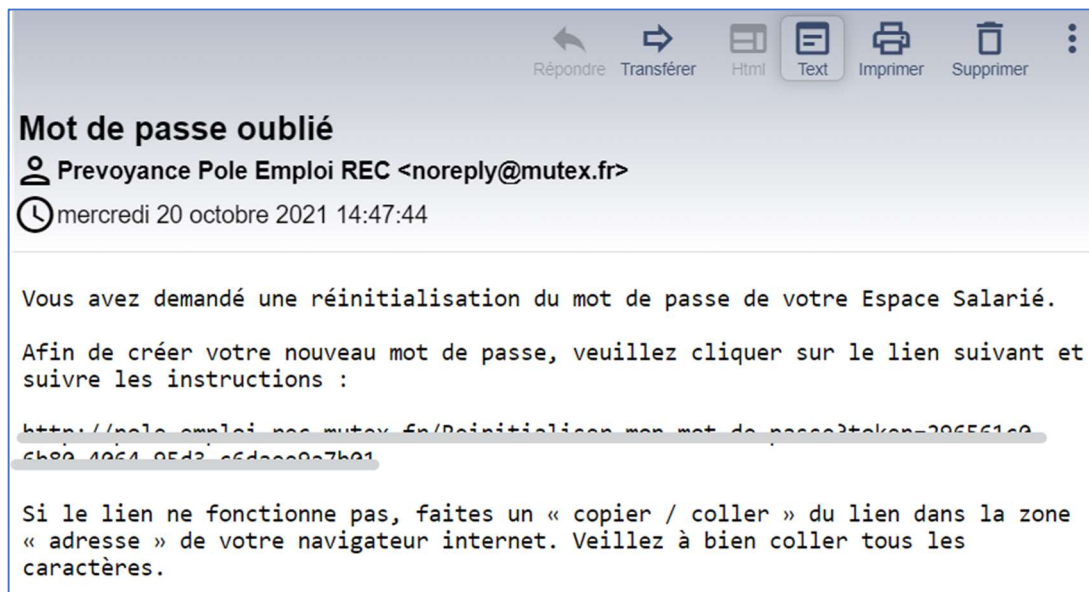 Répondre Transférer Html Text Imprimer Supprimer
Mot de passe oublié
Prevoyance Pole Emploi REC <noreply@mutex.fr>
mercredi 20 octobre 2021 14:47:44
Vous avez demandé une réinitialisation du mot de passe de votre Espace Salarié.
Afin de créer votre nouveau mot de passe, veuillez cliquer sur le lien suivant et
suivre les instructions :
Si le lien ne fonctionne pas, faites un « copier / coller » du lien dans la zone
« adresse » de votre navigateur internet. Veillez à bien coller tous les
caractères.